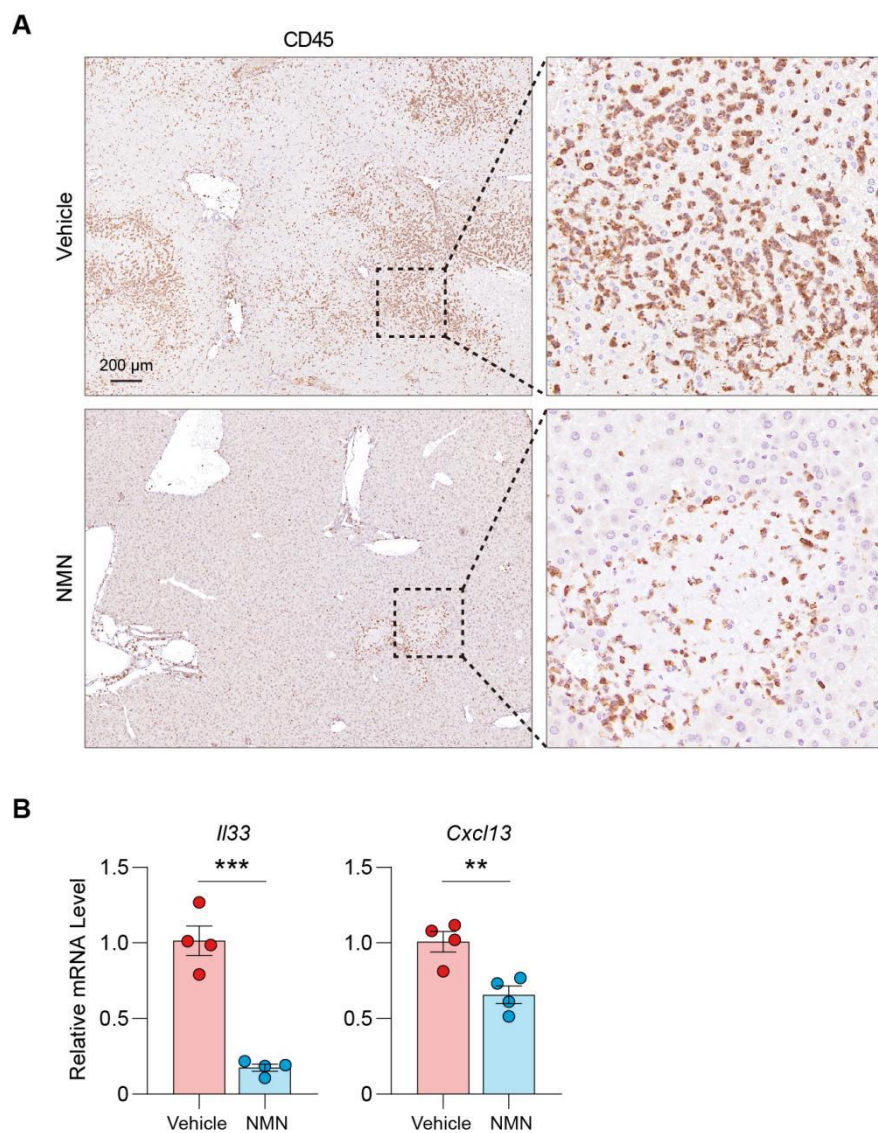 A
CD45
Vehicle
200 µm
NMN
B
Il33
Cxcl13
Relative mRNA Level
1.5
1.0
0.5
0
***
Vehicle
NMN
1.5
1.0
0.5
0
**
Vehicle
NMN